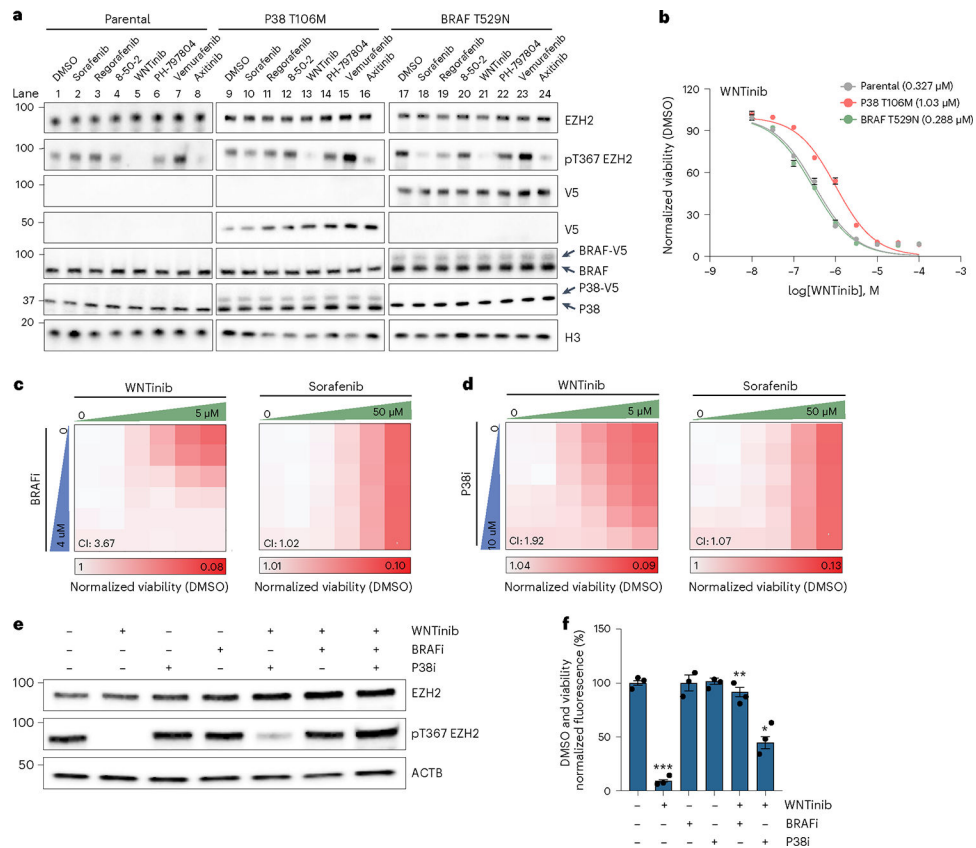 a
Parental
P38 T106M
BRAF T529N
DMSO Sorafenib Regorafenib 8-50-2 WNTinib PH-797804 Vemurafenib Axitinib
DMSO Sorafenib Regorafenib 8-50-2 WNTinib PH-797804 Vemurafenib Axitinib
DMSO Sorafenib Regorafenib 8-50-2 WNTinib PH-797804 Vemurafenib Axitinib
Lane 1 2 3 4 5 6 7 8 9 10 11 12 13 14 15 16 17 18 19 20 21 22 23 24
100
EZH2
100
pT367 EZH2
V5
V5
100
BRAF-V5
BRAF
37
P38-V5
P38
20
H3
b
WNTinib
Parental (0.327 µM)
P38 T106M (1.03 µM)
BRAF T529N (0.288 µM)
Normalized viability (DMSO)
120
90
60
30
0
–9 –8 –7 –6 –5 –4 –3
log[WNTinib], M
c
WNTinib
Sorafenib
0 5 µM
0 50 µM
BRAFi
0
4 uM
CI: 3.67
CI: 1.02
1 0.08
1.01 0.10
Normalized viability (DMSO)
Normalized viability (DMSO)
d
WNTinib
Sorafenib
0 5 µM
0 50 µM
P38i
0
10 uM
CI: 1.92
CI: 1.07
1.04 0.09
1 0.13
Normalized viability (DMSO)
Normalized viability (DMSO)
e
– + – – + + + WNTinib
– – – + – + + BRAFi
– – + – + – + P38i
100
EZH2
100
pT367 EZH2
50
ACTB
f
DMSO and viability
normalized fluorescence (%)
150
100
50
0
***
**
*
– + – – + + WNTinib
– – + – + – BRAFi
– – – + – + P38i